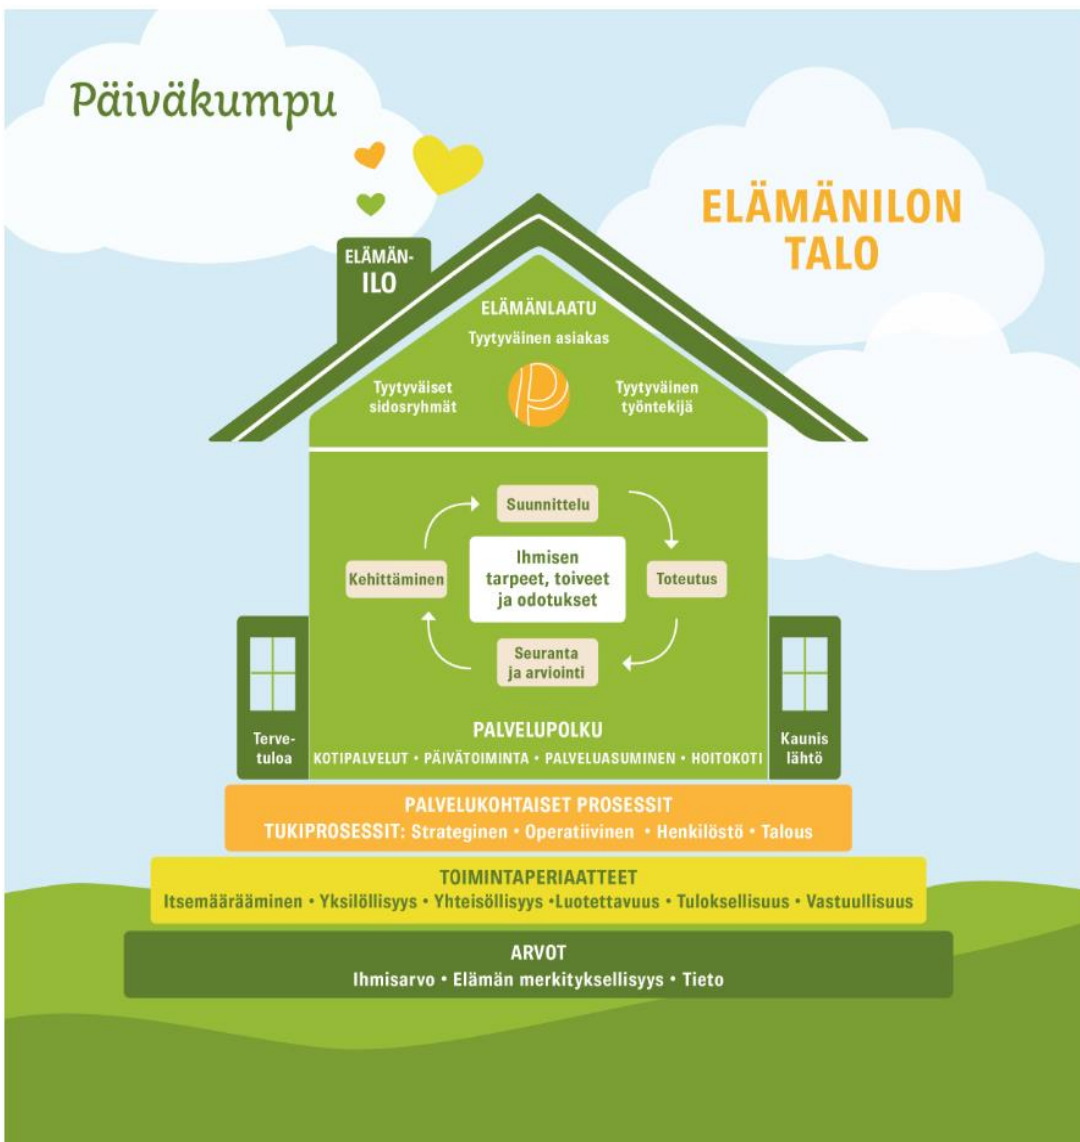 Päiväkumpu
ELÄMÄNILON
TALO
ELÄMÄN-
ILO
ELÄMÄNLAATU
Tyytyväinen asiakas
Tyytyväiset
sidosryhmät
P
Tyytyväinen
työntekijä
Suunnittelu
Kehittäminen
Ihmisen
tarpeet, toiveet
ja odotukset
Toteutus
Seuranta
ja arviointi
Terve-
tuloa
PALVELUPOLKU
KOTIPALVELUT • PÄIVÄTOIMINTA • PALVELUASUMINEN • HOITOKOTI
Kaunis
lähtö
PALVELUKOHTAISET PROSESSIT
TUKIPROSESSIT: Strateginen • Operatiivinen • Henkilöstö • Talous
TOIMINTAPERIAATTEET
Itsemäärääminen • Yksilöllisyys • Yhteisöllisyys •Luotettavuus • Tuloksellisuus • Vastuullisuus
ARVOT
Ihmisarvo • Elämän merkityksellisyys • Tieto